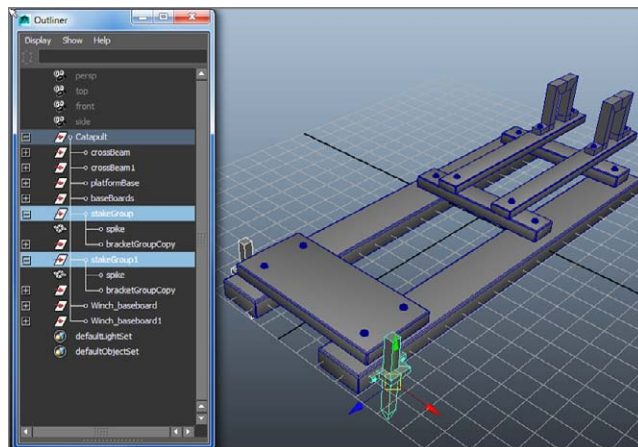 Outliner
Display Show Help
persp
top
front
side
Catapult
crossBeam
crossBeam1
platformBase
baseBoards
stakeGroup
spike
bracketGroupCopy
stakeGroup1
spike
bracketGroupCopy
Winch_baseboard
Winch_baseboard1
defaultLightSet
defaultObjectSet